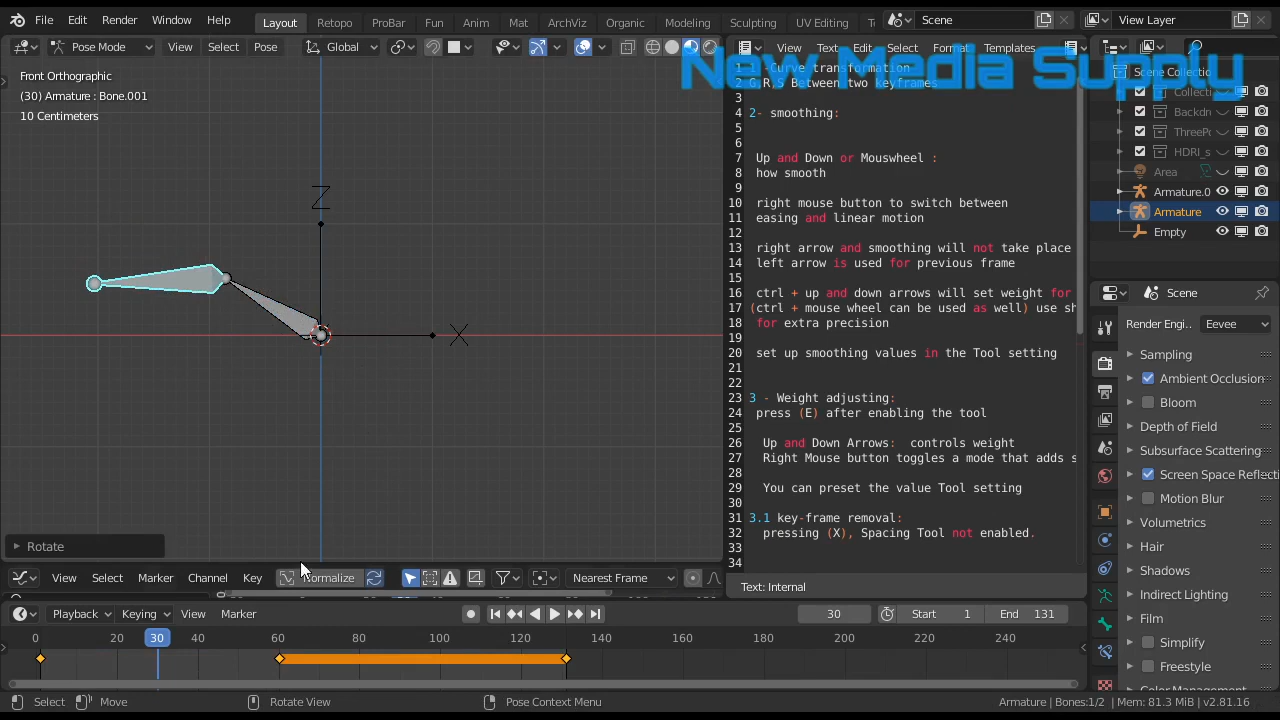 File Edit Render Window Help Layout Retopo ProBar Fun Anim Mat ArchViz Organic Modeling Sculpting UV Editing Scene View Layer
Pose Mode View Select Pose Global View Text Edit Select Format Templates
New Media Supply
Front Orthographic
(30) Armature : Bone.001
10 Centimeters
Z
X
Rotate
1 1 -Curve transformation
2 G,R,S Between two keyframes
3
4 2- smoothing:
5
6
7 Up and Down or Mouswheel :
8 how smooth
9
10 right mouse button to switch between
11 easing and linear motion
12
13 right arrow and smoothing will not take place
14 left arrow is used for previous frame
15
16 ctrl + up and down arrows will set weight for
17 (ctrl + mouse wheel can be used as well) use sh
18 for extra precision
19
20 set up smoothing values in the Tool setting
21
22
23 3 - Weight adjusting:
24 press (E) after enabling the tool
25
26 Up and Down Arrows: controls weight
27 Right Mouse button toggles a mode that adds s
28
29 You can preset the value Tool setting
30
31 3.1 key-frame removal:
32 pressing (X), Spacing Tool not enabled.
33
34
Text: Internal
Scene Collectio
Collecti
Backdr
ThreePo
HDRI_s
Area
Armature.0
Armature
Empty
Scene
Render Engi.. Eevee
Sampling
Ambient Occlusion
Bloom
Depth of Field
Subsurface Scattering
Screen Space Reflecti
Motion Blur
Volumetrics
Hair
Shadows
Indirect Lighting
Film
Simplify
Freestyle
Color Management
View Select Marker Channel Key Normalize Nearest Frame
Playback Keying View Marker 30 Start 1 End 131
0 20 30 40 60 80 100 120 140 160 180 200 220 240
Select Move Rotate View Pose Context Menu Armature | Bones:1/2 | Mem: 81.3 MiB | v2.81.16